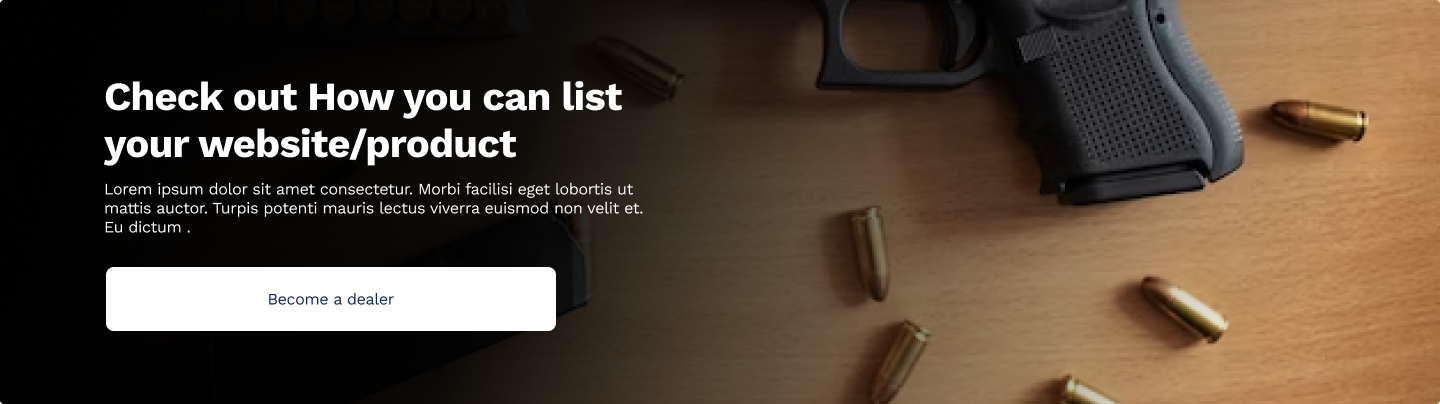 Check out How you can list
your website/product
Lorem ipsum dolor sit amet consectetur. Morbi facilisi eget lobortis ut
mattis auctor. Turpis potenti mauris lectus viverra euismod non velit et.
Eu dictum .
Become a dealer